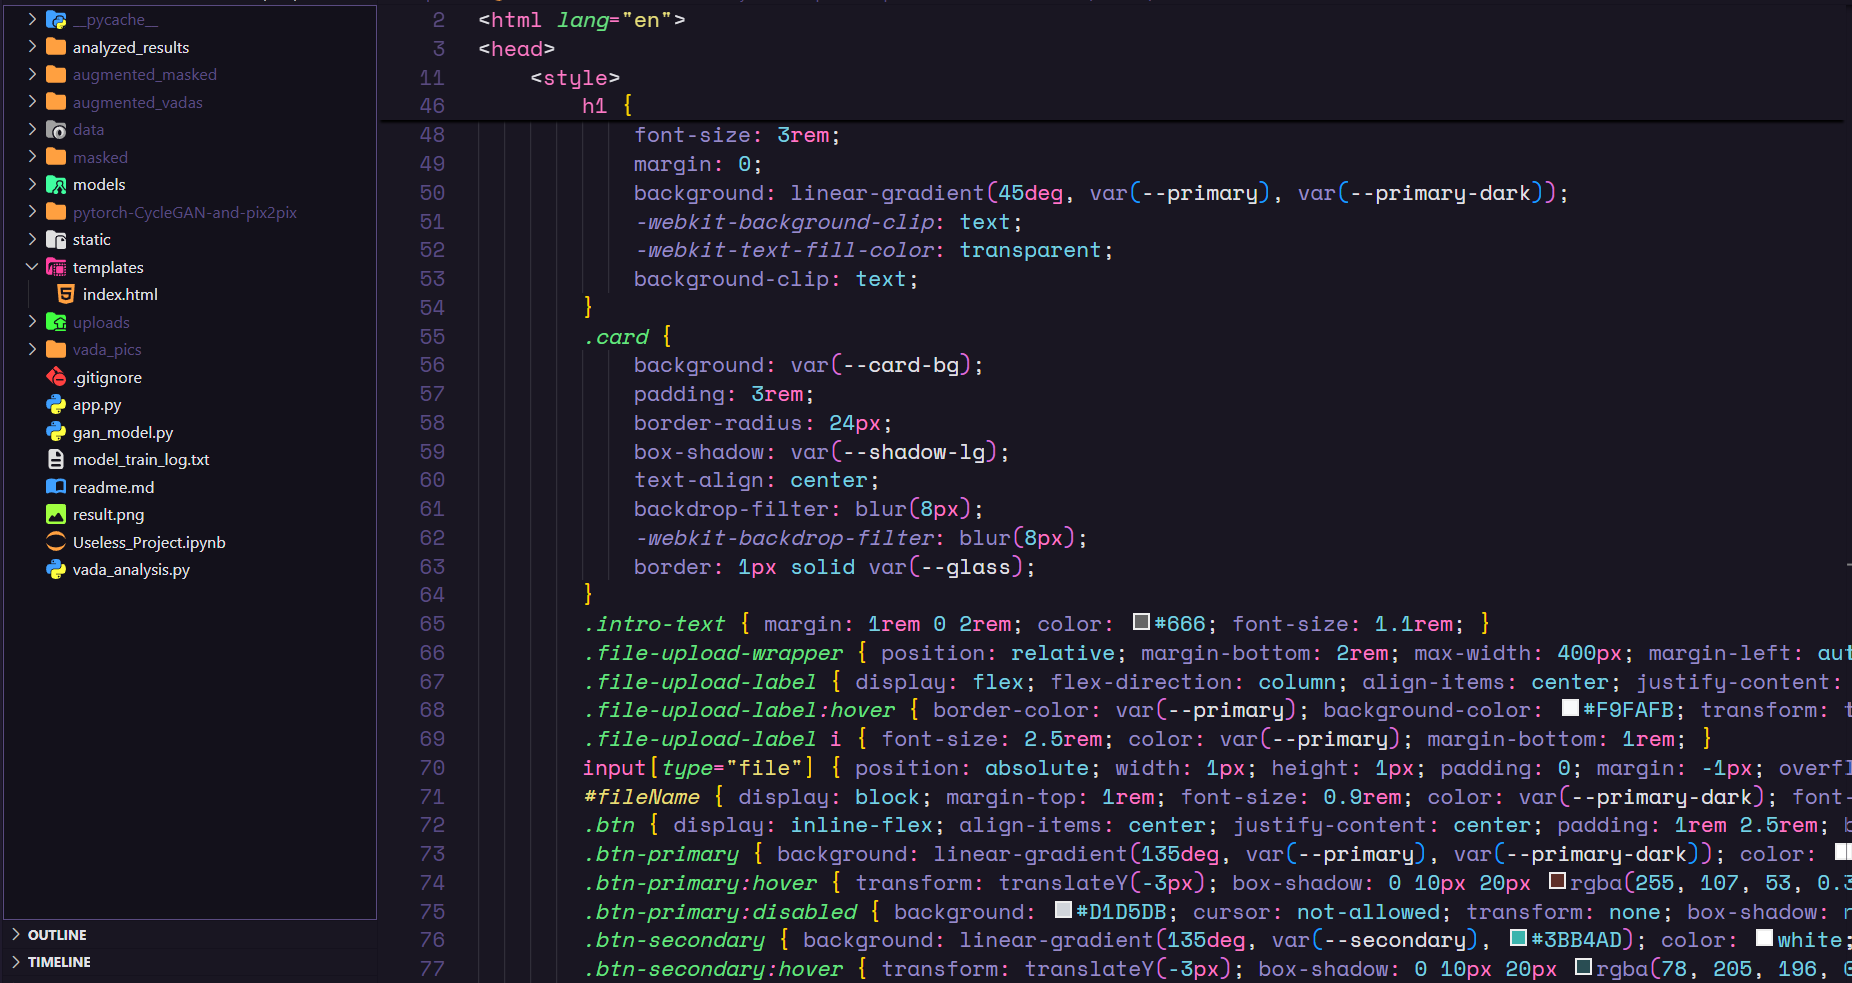 __pycache__
analyzed_results
augmented_masked
augmented_vadas
data
masked
models
pytorch-CycleGAN-and-pix2pix
static
templates
index.html
uploads
vada_pics
.gitignore
app.py
gan_model.py
model_train_log.txt
readme.md
result.png
Useless_Project.ipynb
vada_analysis.py
OUTLINE
TIMELINE
2 <html lang="en">
3 <head>
11 <style>
46 h1 {
48 font-size: 3rem;
49 margin: 0;
50 background: linear-gradient(45deg, var(--primary), var(--primary-dark));
51 -webkit-background-clip: text;
52 -webkit-text-fill-color: transparent;
53 background-clip: text;
54 }
55 .card {
56 background: var(--card-bg);
57 padding: 3rem;
58 border-radius: 24px;
59 box-shadow: var(--shadow-lg);
60 text-align: center;
61 backdrop-filter: blur(8px);
62 -webkit-backdrop-filter: blur(8px);
63 border: 1px solid var(--glass);
64 }
65 .intro-text { margin: 1rem 0 2rem; color: #666; font-size: 1.1rem; }
66 .file-upload-wrapper { position: relative; margin-bottom: 2rem; max-width: 400px; margin-left: aut
67 .file-upload-label { display: flex; flex-direction: column; align-items: center; justify-content:
68 .file-upload-label:hover { border-color: var(--primary); background-color: #F9FAFB; transform: t
69 .file-upload-label i { font-size: 2.5rem; color: var(--primary); margin-bottom: 1rem; }
70 input[type="file"] { position: absolute; width: 1px; height: 1px; padding: 0; margin: -1px; overfl
71 #fileName { display: block; margin-top: 1rem; font-size: 0.9rem; color: var(--primary-dark); font-
72 .btn { display: inline-flex; align-items: center; justify-content: center; padding: 1rem 2.5rem; b
73 .btn-primary { background: linear-gradient(135deg, var(--primary), var(--primary-dark)); color:
74 .btn-primary:hover { transform: translateY(-3px); box-shadow: 0 10px 20px rgba(255, 107, 53, 0.3
75 .btn-primary:disabled { background: #D1D5DB; cursor: not-allowed; transform: none; box-shadow: n
76 .btn-secondary { background: linear-gradient(135deg, var(--secondary), #3BB4AD); color: white;
77 .btn-secondary:hover { transform: translateY(-3px); box-shadow: 0 10px 20px rgba(78, 205, 196, 0